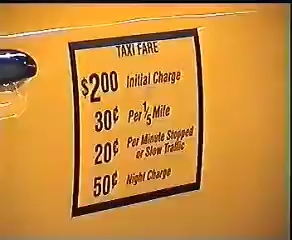 TAXI FARE
$2.00 Initial Charge
30¢ Per 1/5 Mile
20¢ Per Minute Stopped
or Slow Traffic
50¢ Night Charge